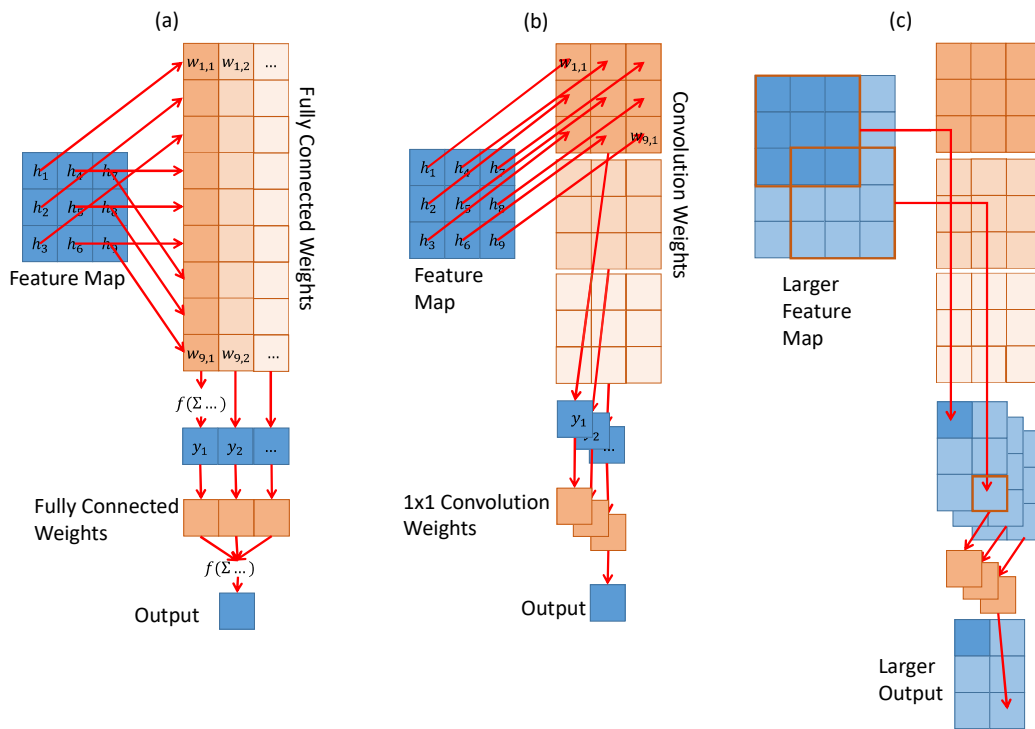 (a)
w1,1 w1,2 ...
h1 h4 h7
h2 h5 h8
h3 h6 h9
Feature Map
Fully Connected Weights
w9,1 w9,2 ...
f(Σ ...)
y1 y2 ...
Fully Connected
Weights
f(Σ ...)
Output
(b)
w1,1
w9,1
Convolution Weights
h1 h4 h7
h2 h5 h8
h3 h6 h9
Feature
Map
y1
y2
...
1x1 Convolution
Weights
Output
(c)
Larger
Feature
Map
Larger
Output